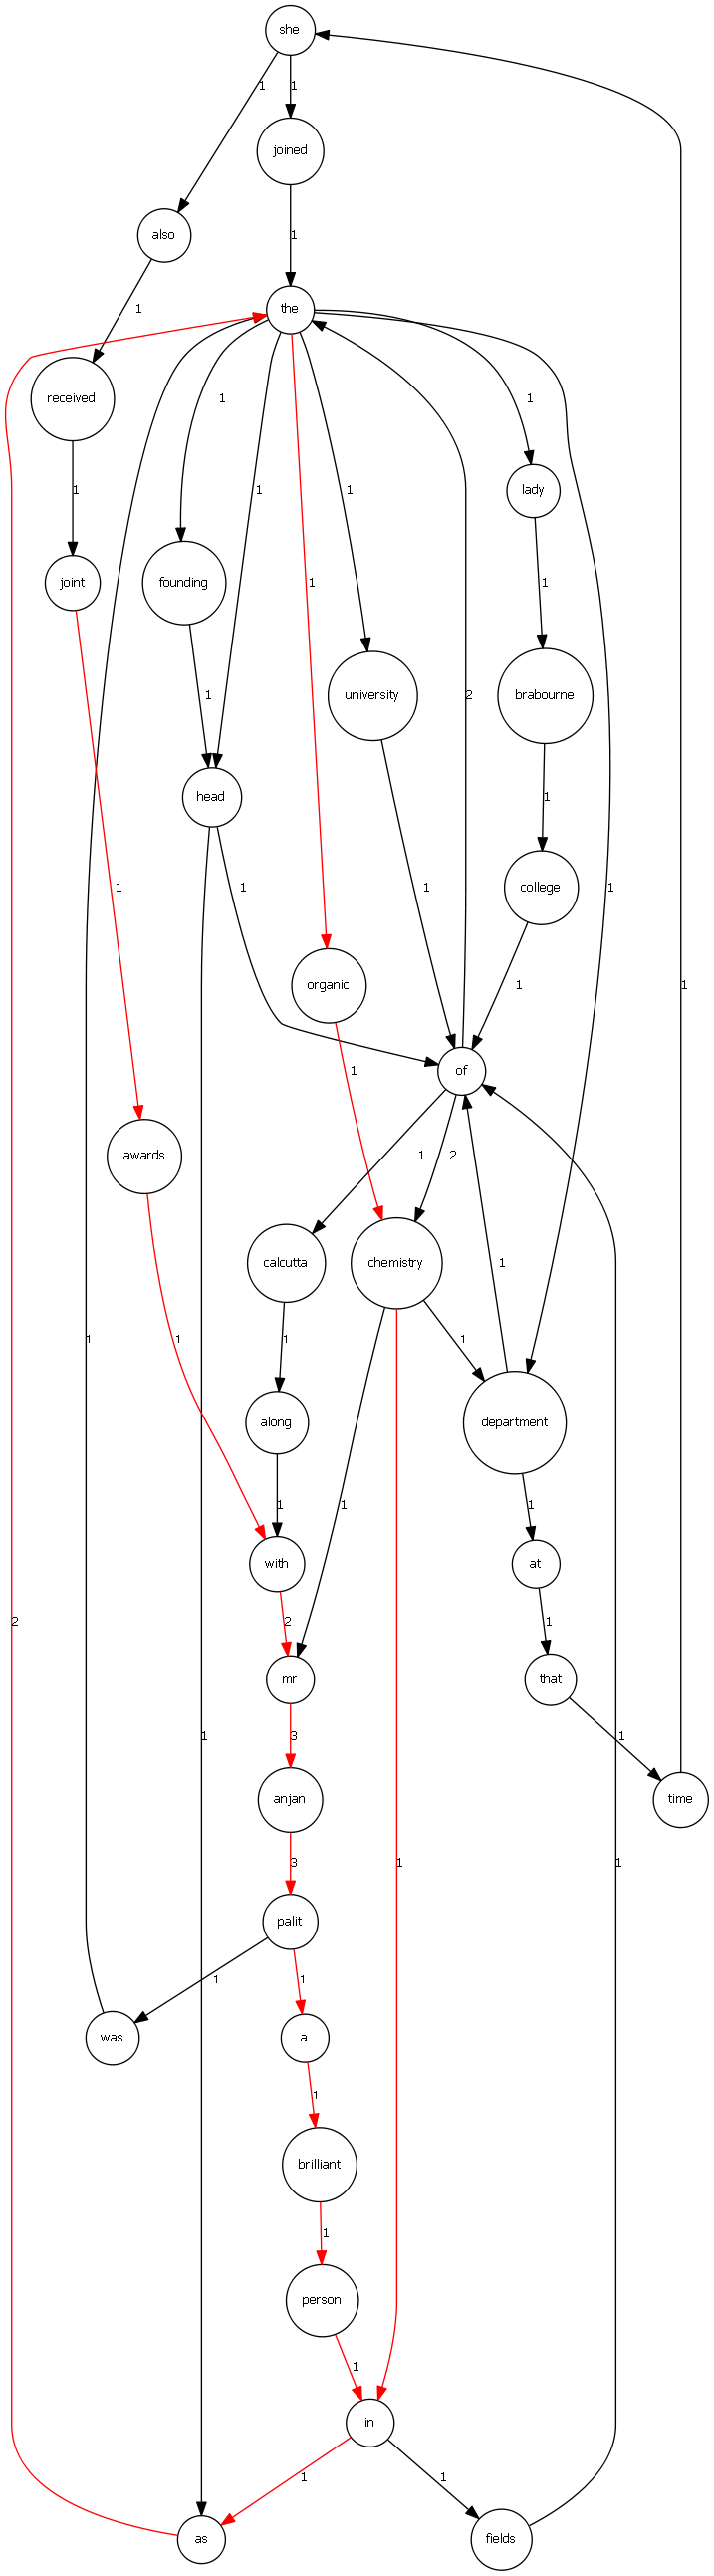 she
1 1
joined
also
1
1
the
received
1
1
1
lady
1
1
1
joint
founding
1
1
university
brabourne
1
2
head
1
college
1
1
1
1
organic
1
1
of
awards
1
2
calcutta
chemistry
1
1
1
1
1
along
department
1
1
1
at
with
2
1
that
mr
2
3
1
1
anjan
time
3
1
1
palit
1
1
was
a
1
brilliant
1
person
1
in
1
1
as
fields